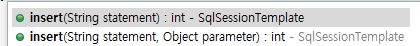 insert(String statement) : int - SqlSessionTemplate
insert(String statement, Object parameter) : int - SqlSessionTemplate